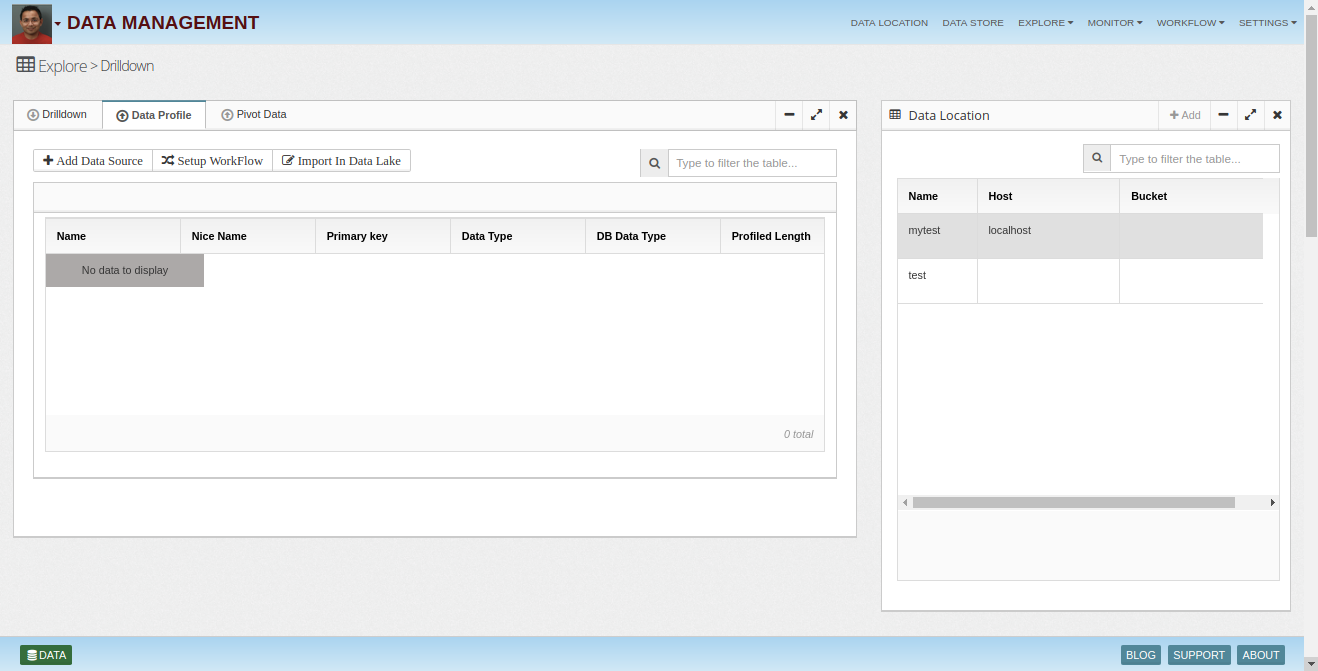 DATA MANAGEMENT
DATA LOCATION DATA STORE EXPLORE MONITOR WORKFLOW SETTINGS
Explore > Drilldown
Drilldown Data Profile Pivot Data
Add Data Source Setup WorkFlow Import In Data Lake
Type to filter the table...
Name Nice Name Primary key Data Type DB Data Type Profiled Length
No data to display
0 total
Data Location
Add
Type to filter the table...
Name Host Bucket
mytest localhost
test
DATA
BLOG SUPPORT ABOUT